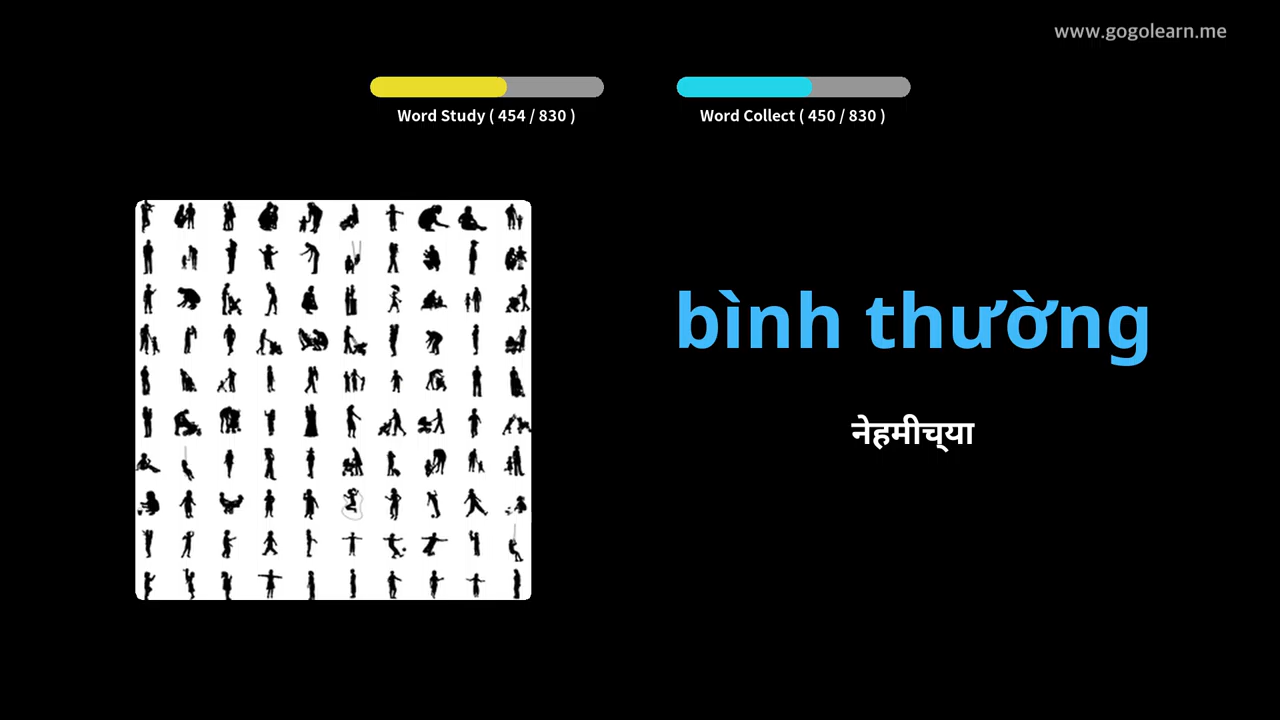 www.gogolearn.me
Word Study ( 454 / 830 )
Word Collect ( 450 / 830 )
bình thường
नेहमीच्या